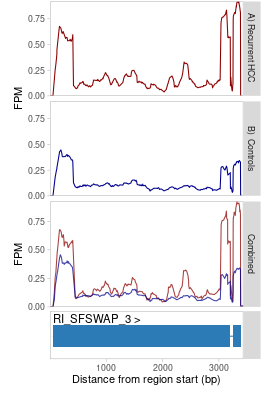 0.75
0.50
0.25
0.00
FPM
A) Recurrent HCC
0.75
0.50
0.25
0.00
B) Controls
0.75
0.50
0.25
0.00
FPM
Combined
RI_SFSWAP_3 >
1000 2000 3000
Distance from region start (bp)